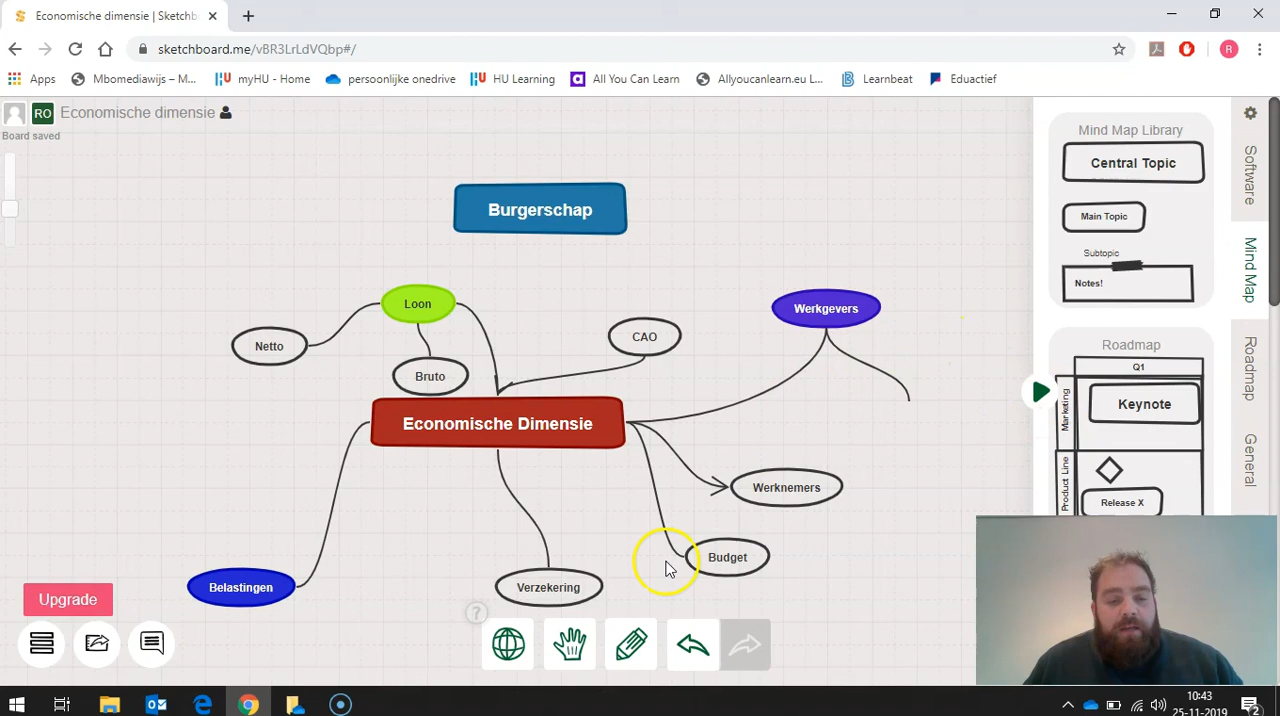 Economische dimensie | Sketchb
sketchboard.me/vBR3LrLdVQbp#/
R
Apps
Mbomediawijs – M...
myHU - Home
persoonlijke onedrive
HU Learning
All You Can Learn
Allyoucanlearn.eu L...
Learnbeat
Eduactief
RO
Economische dimensie
Board saved
Burgerschap
Loon
Netto
Bruto
CAO
Werkgevers
Economische Dimensie
Werknemers
Budget
Verzekering
Belastingen
Upgrade
?
Mind Map Library
Central Topic
Main Topic
Subtopic
Notes!
Roadmap
Q1
Marketing
Keynote
Product Line
Release X
Software
Mind Map
Roadmap
General
10:43
25-11-2019
2